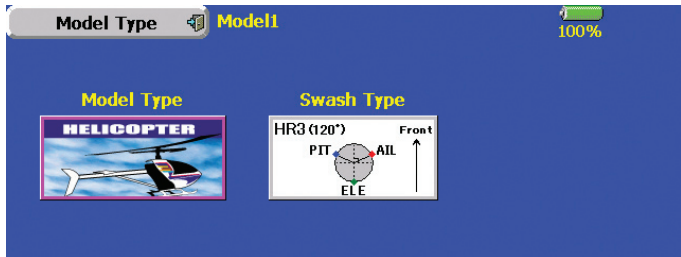 Model Type Model1
100%
Model Type Swash Type
HELICOPTER
HR3 (120°) Front
PIT AIL
ELE